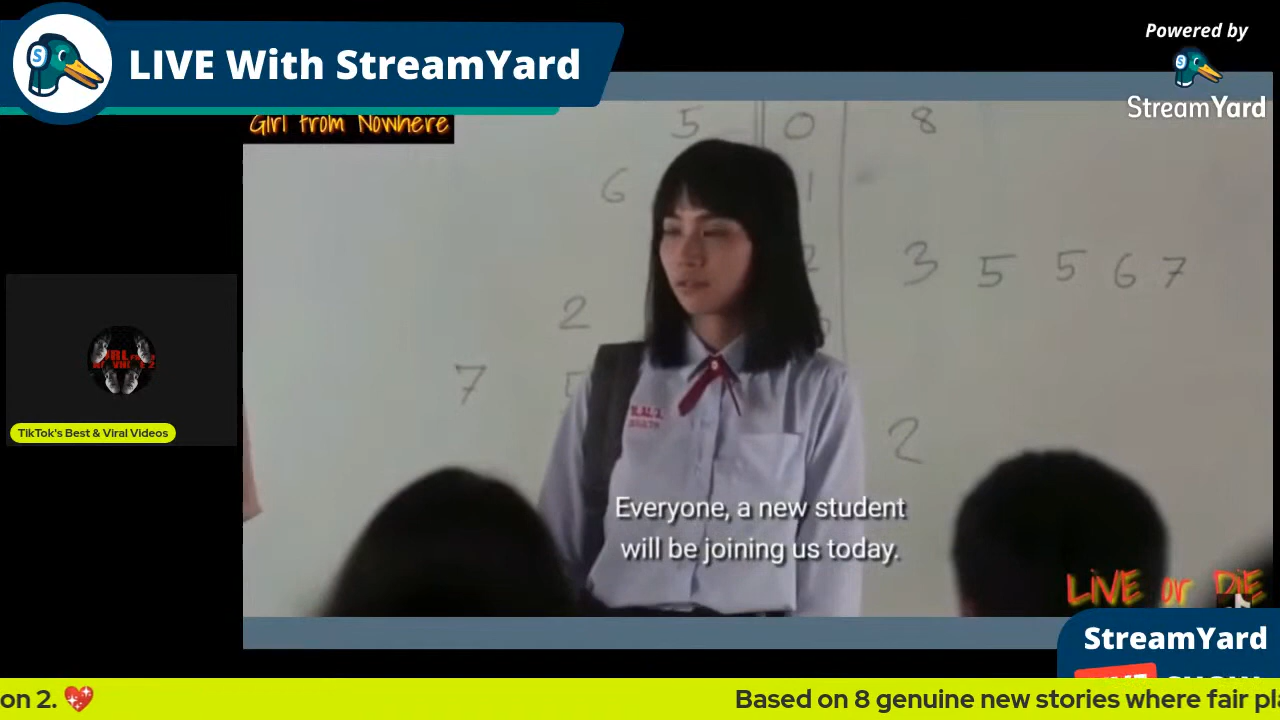 LIVE With StreamYard
Powered by
StreamYard
Girl from Nowhere
5 0 8
6 1
3 5 5 6 7
2
7
2
TikTok's Best & Viral Videos
Everyone, a new student
will be joining us today.
LiVE or DiE
StreamYard
on 2. 💖
Based on 8 genuine new stories where fair pl